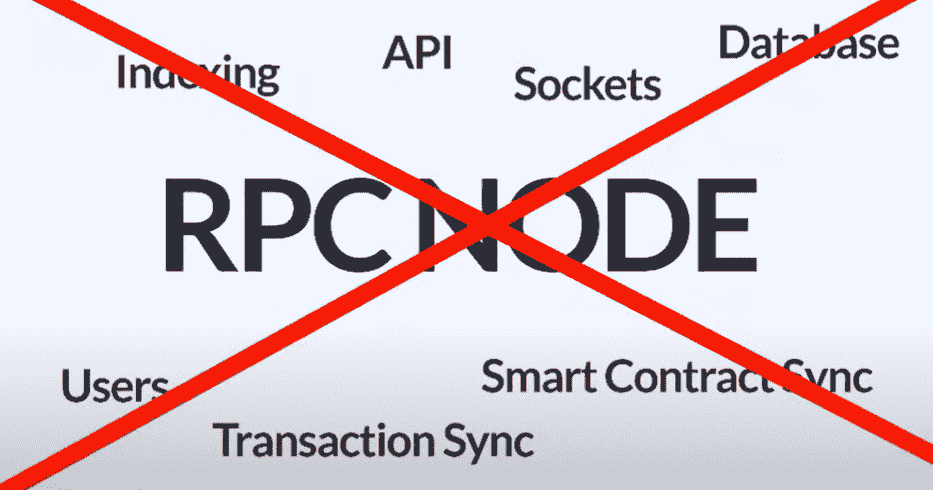 Indexing
API
Sockets
Database
RPC NODE
Users
Smart Contract Sync
Transaction Sync